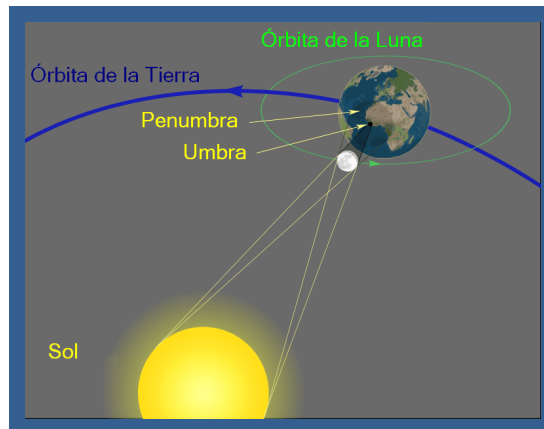 Órbita de la Luna
Órbita de la Tierra
Penumbra
Umbra
Sol